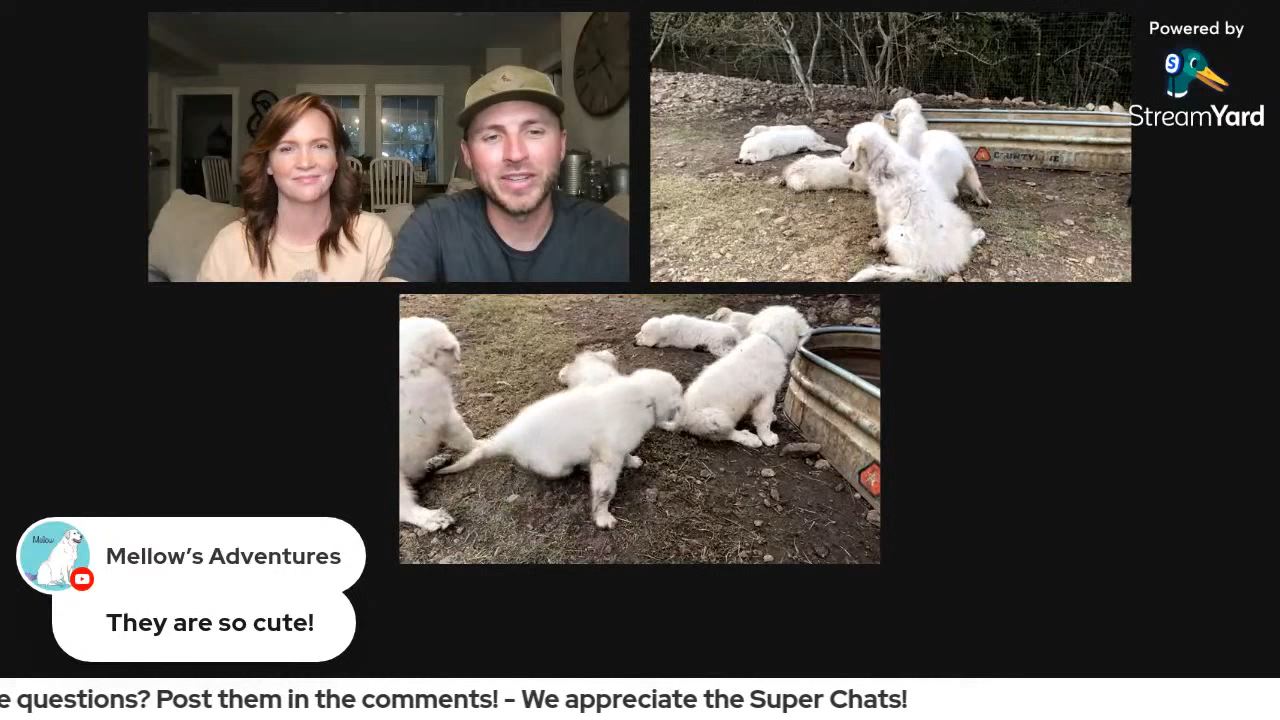 Powered by
StreamYard
COUNTYLINE
Mellow
Mellow's Adventures
They are so cute!
e questions? Post them in the comments! - We appreciate the Super Chats!